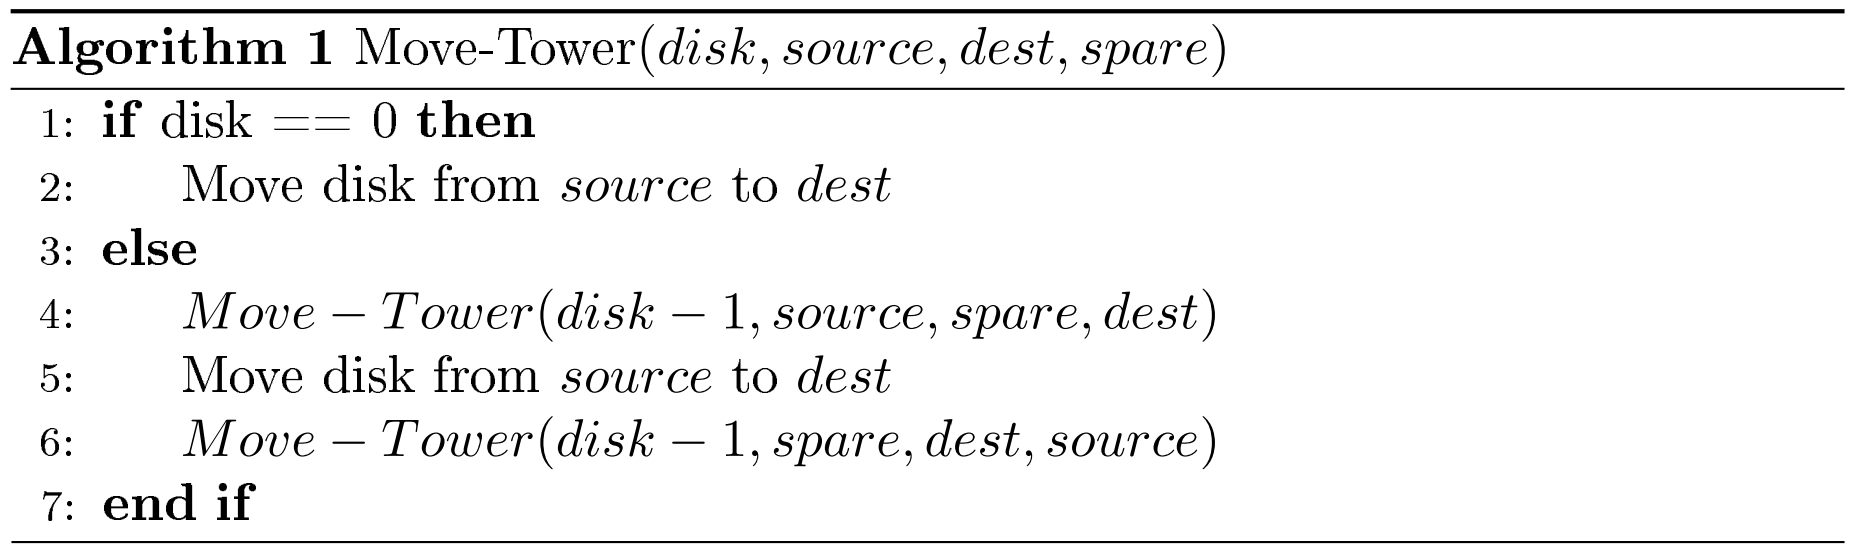 Algorithm 1 Move-Tower(disk, source, dest, spare)
1: if disk == 0 then
2: Move disk from source to dest
3: else
4: Move − Tower(disk − 1, source, spare, dest)
5: Move disk from source to dest
6: Move − Tower(disk − 1, spare, dest, source)
7: end if